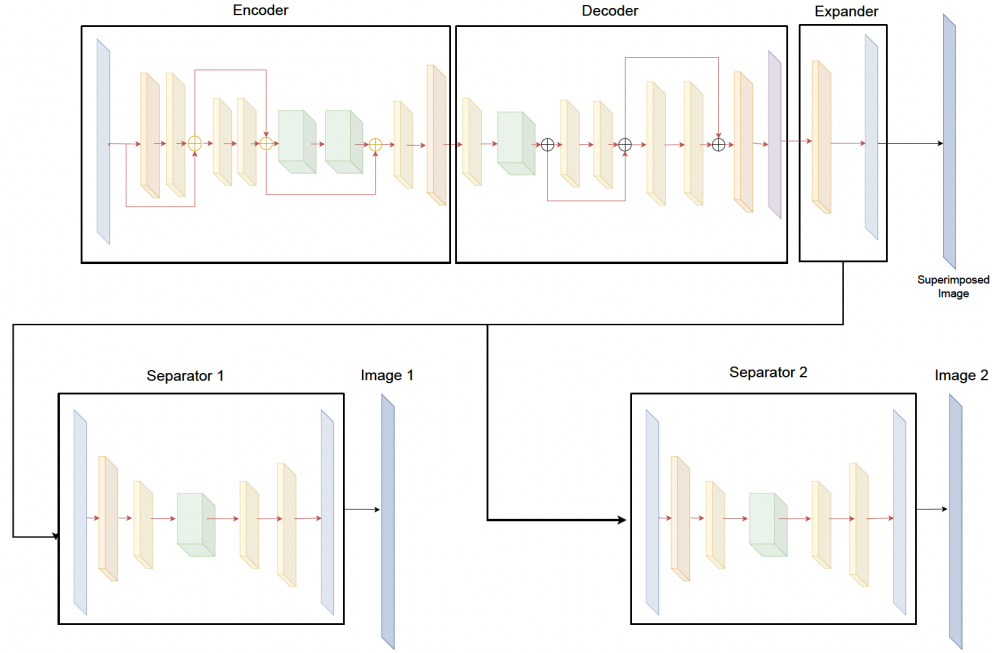 Encoder
Decoder
Expander
Superimposed
Image
Separator 1
Image 1
Separator 2
Image 2